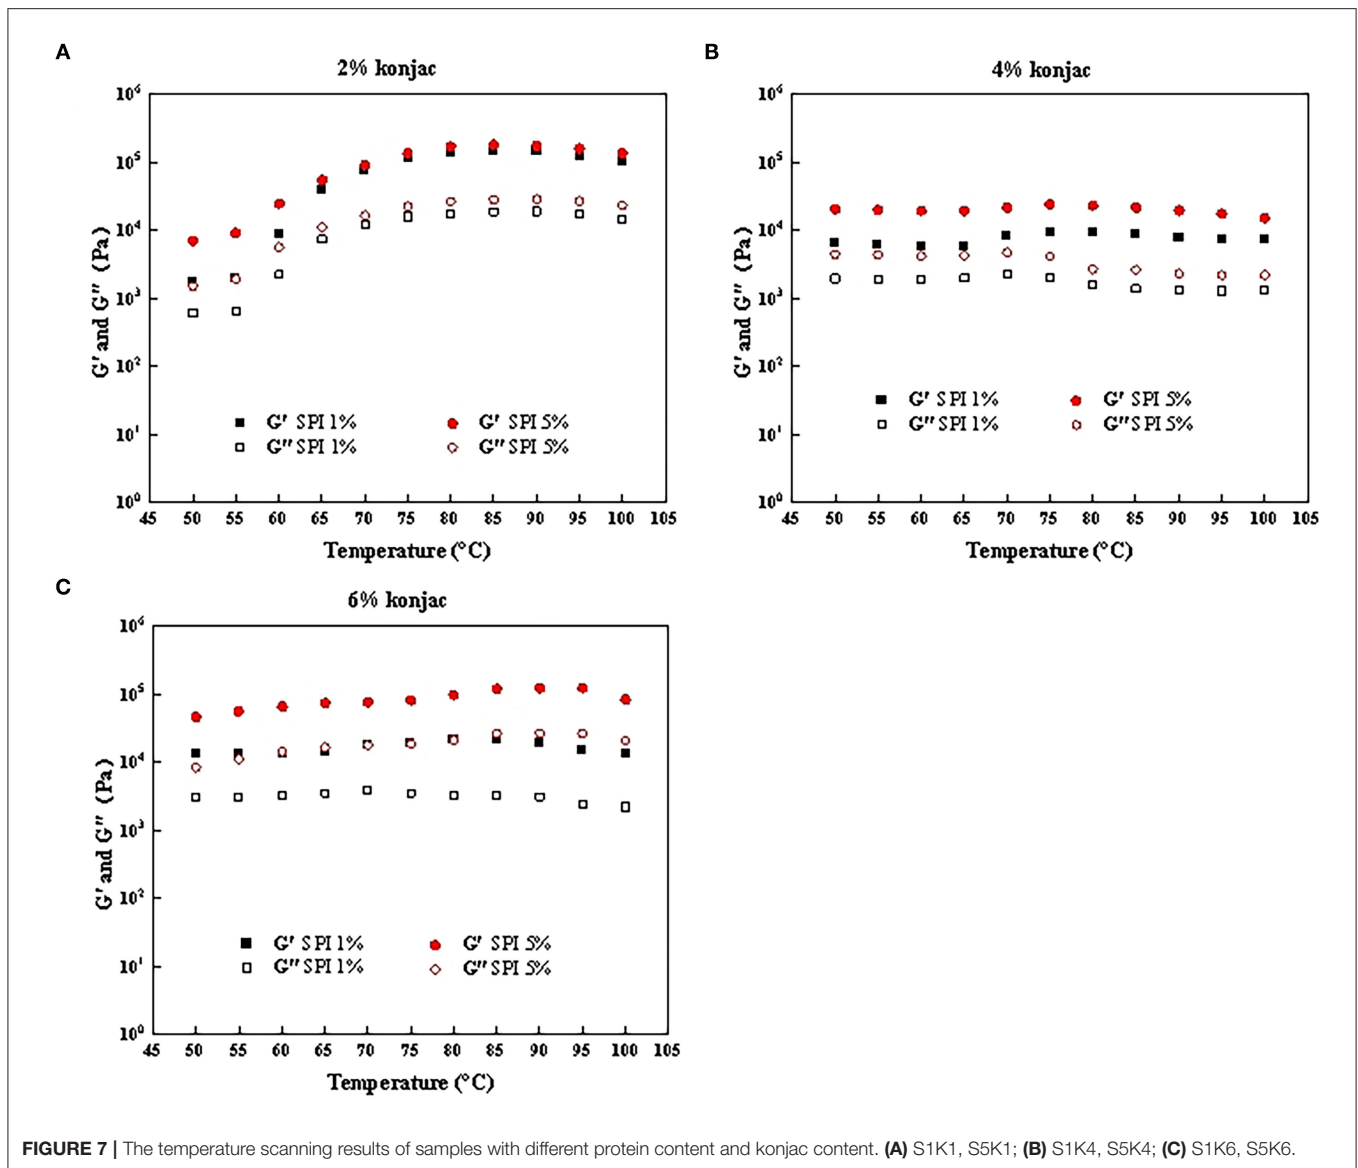 A
2% konjac
10⁶
10⁵
10⁴
10³
10²
10¹
10⁰
G' and G'' (Pa)
G' SPI 1%
G' SPI 5%
G'' SPI 1%
G'' SPI 5%
45 50 55 60 65 70 75 80 85 90 95 100 105
Temperature (°C)
B
4% konjac
10⁶
10⁵
10⁴
10³
10²
10¹
10⁰
G' and G'' (Pa)
G' SPI 1%
G' SPI 5%
G'' SPI 1%
G'' SPI 5%
45 50 55 60 65 70 75 80 85 90 95 100 105
Temperature (°C)
C
6% konjac
10⁶
10⁵
10⁴
10³
10²
10¹
10⁰
G' and G'' (Pa)
G' SPI 1%
G' SPI 5%
G'' SPI 1%
G'' SPI 5%
45 50 55 60 65 70 75 80 85 90 95 100 105
Temperature (°C)
FIGURE 7 | The temperature scanning results of samples with different protein content and konjac content. (A) S1K1, S5K1; (B) S1K4, S5K4; (C) S1K6, S5K6.